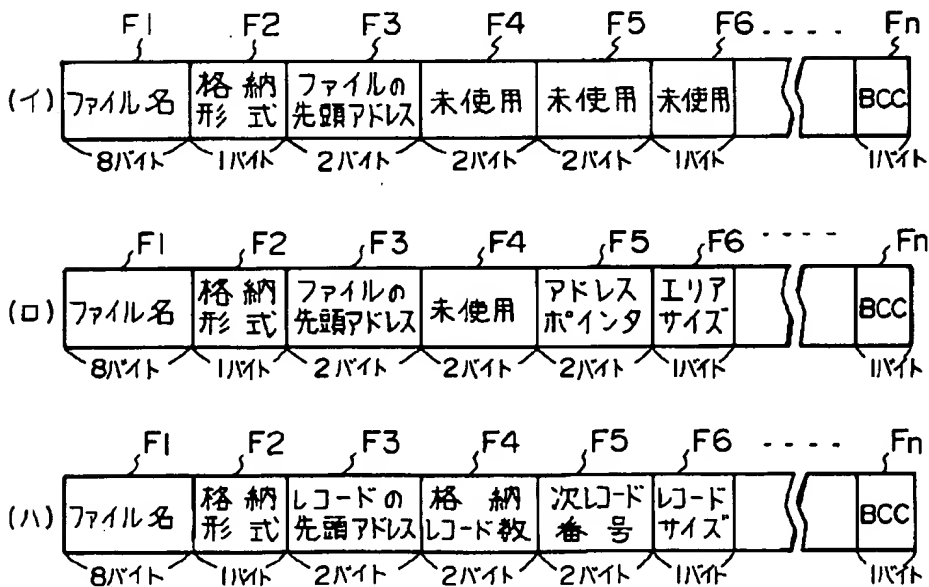 F1 F2 F3 F4 F5 F6 ---- Fn
(イ) ファイル名 格納形式 ファイルの先頭アドレス 未使用 未使用 未使用 BCC
8バイト 1バイト 2バイト 2バイト 2バイト 1バイト 1バイト
F1 F2 F3 F4 F5 F6 ---- Fn
(ロ) ファイル名 格納形式 ファイルの先頭アドレス 未使用 アドレスポインタ エリアサイズ BCC
8バイト 1バイト 2バイト 2バイト 2バイト 1バイト 1バイト
F1 F2 F3 F4 F5 F6 ---- Fn
(ハ) ファイル名 格納形式 レコードの先頭アドレス 格納レコード数 次レコード番号 レコードサイズ BCC
8バイト 1バイト 2バイト 2バイト 2バイト 1バイト 1バイト